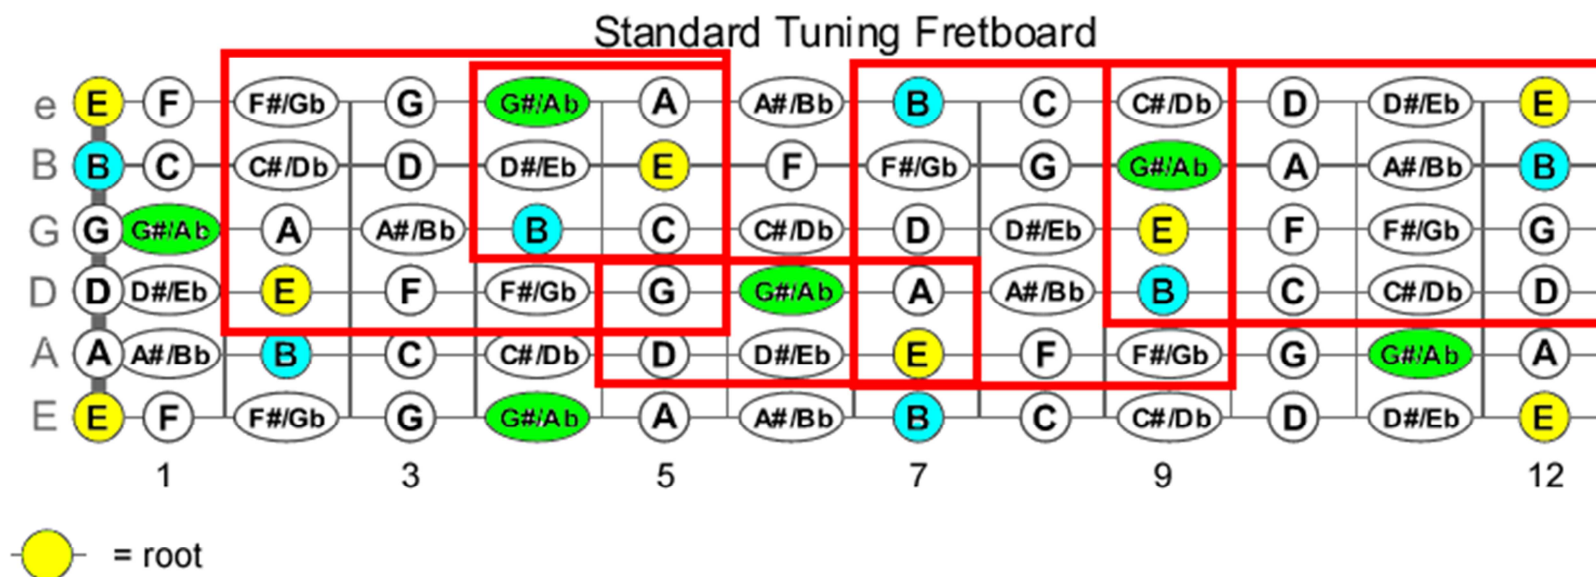 Standard Tuning Fretboard
e E F F#/Gb G G#/Ab A A#/Bb B C C#/Db D D#/Eb E
B B C C#/Db D D#/Eb E F F#/Gb G G#/Ab A A#/Bb B
G G G#/Ab A A#/Bb B C C#/Db D D#/Eb E F F#/Gb G
D D D#/Eb E F F#/Gb G G#/Ab A A#/Bb B C C#/Db D
A A A#/Bb B C C#/Db D D#/Eb E F F#/Gb G G#/Ab A
E E F F#/Gb G G#/Ab A A#/Bb B C C#/Db D D#/Eb E
1 3 5 7 9 12
= root